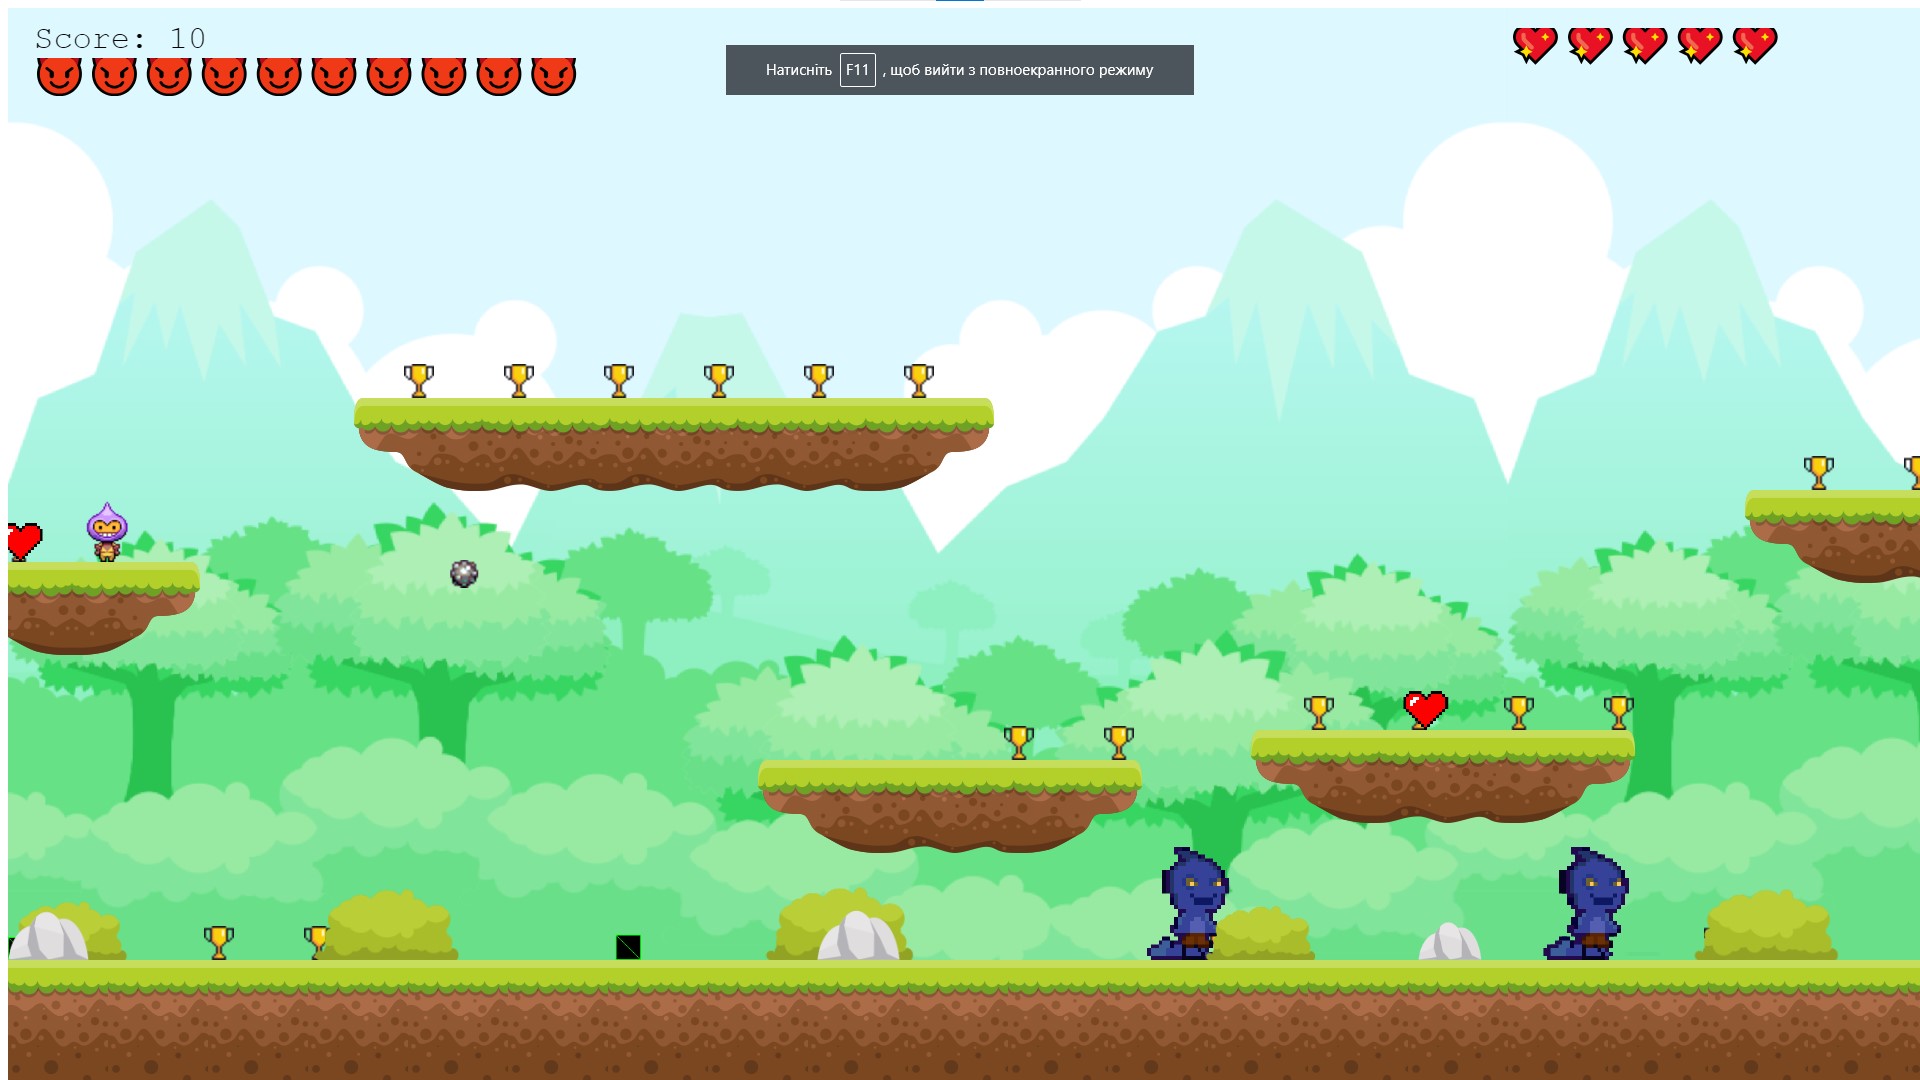 Score: 10
Натисніть F11 , щоб вийти з повноекранного режиму